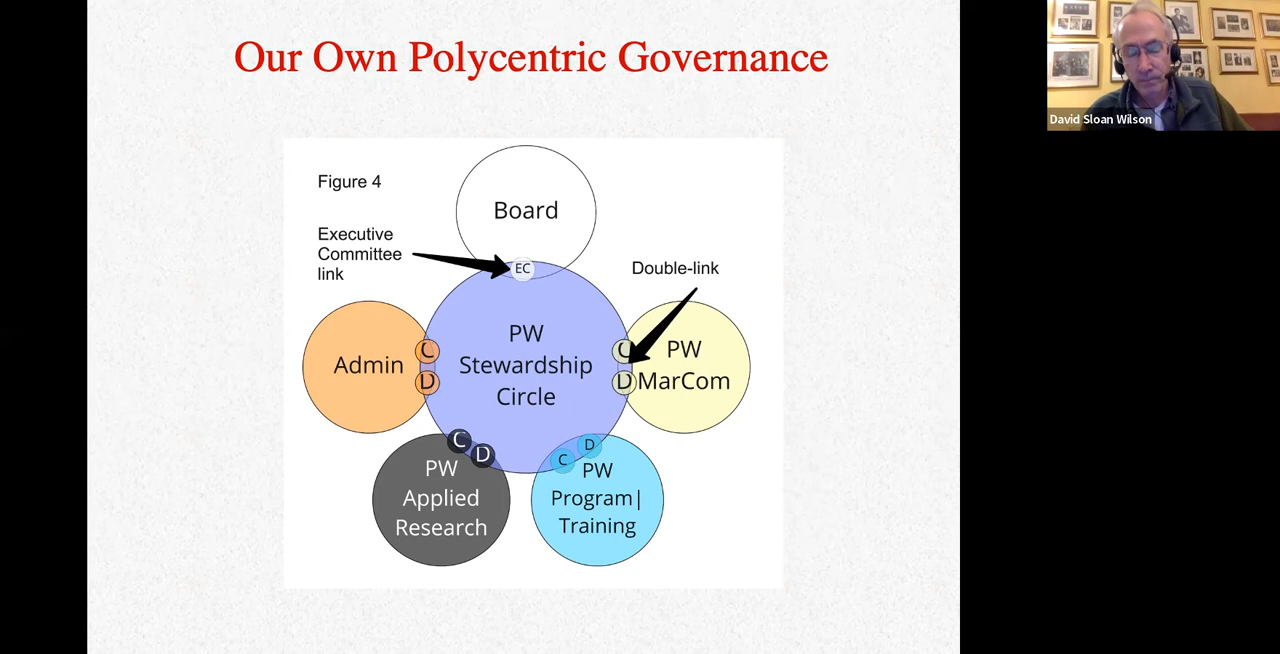 Our Own Polycentric Governance
David Sloan Wilson
Figure 4
Board
Executive
Committee
link
EC
Double-link
Admin
C
D
PW
Stewardship
Circle
C
D
PW
MarCom
C
D
PW
Applied
Research
D
C
PW
Program|
Training